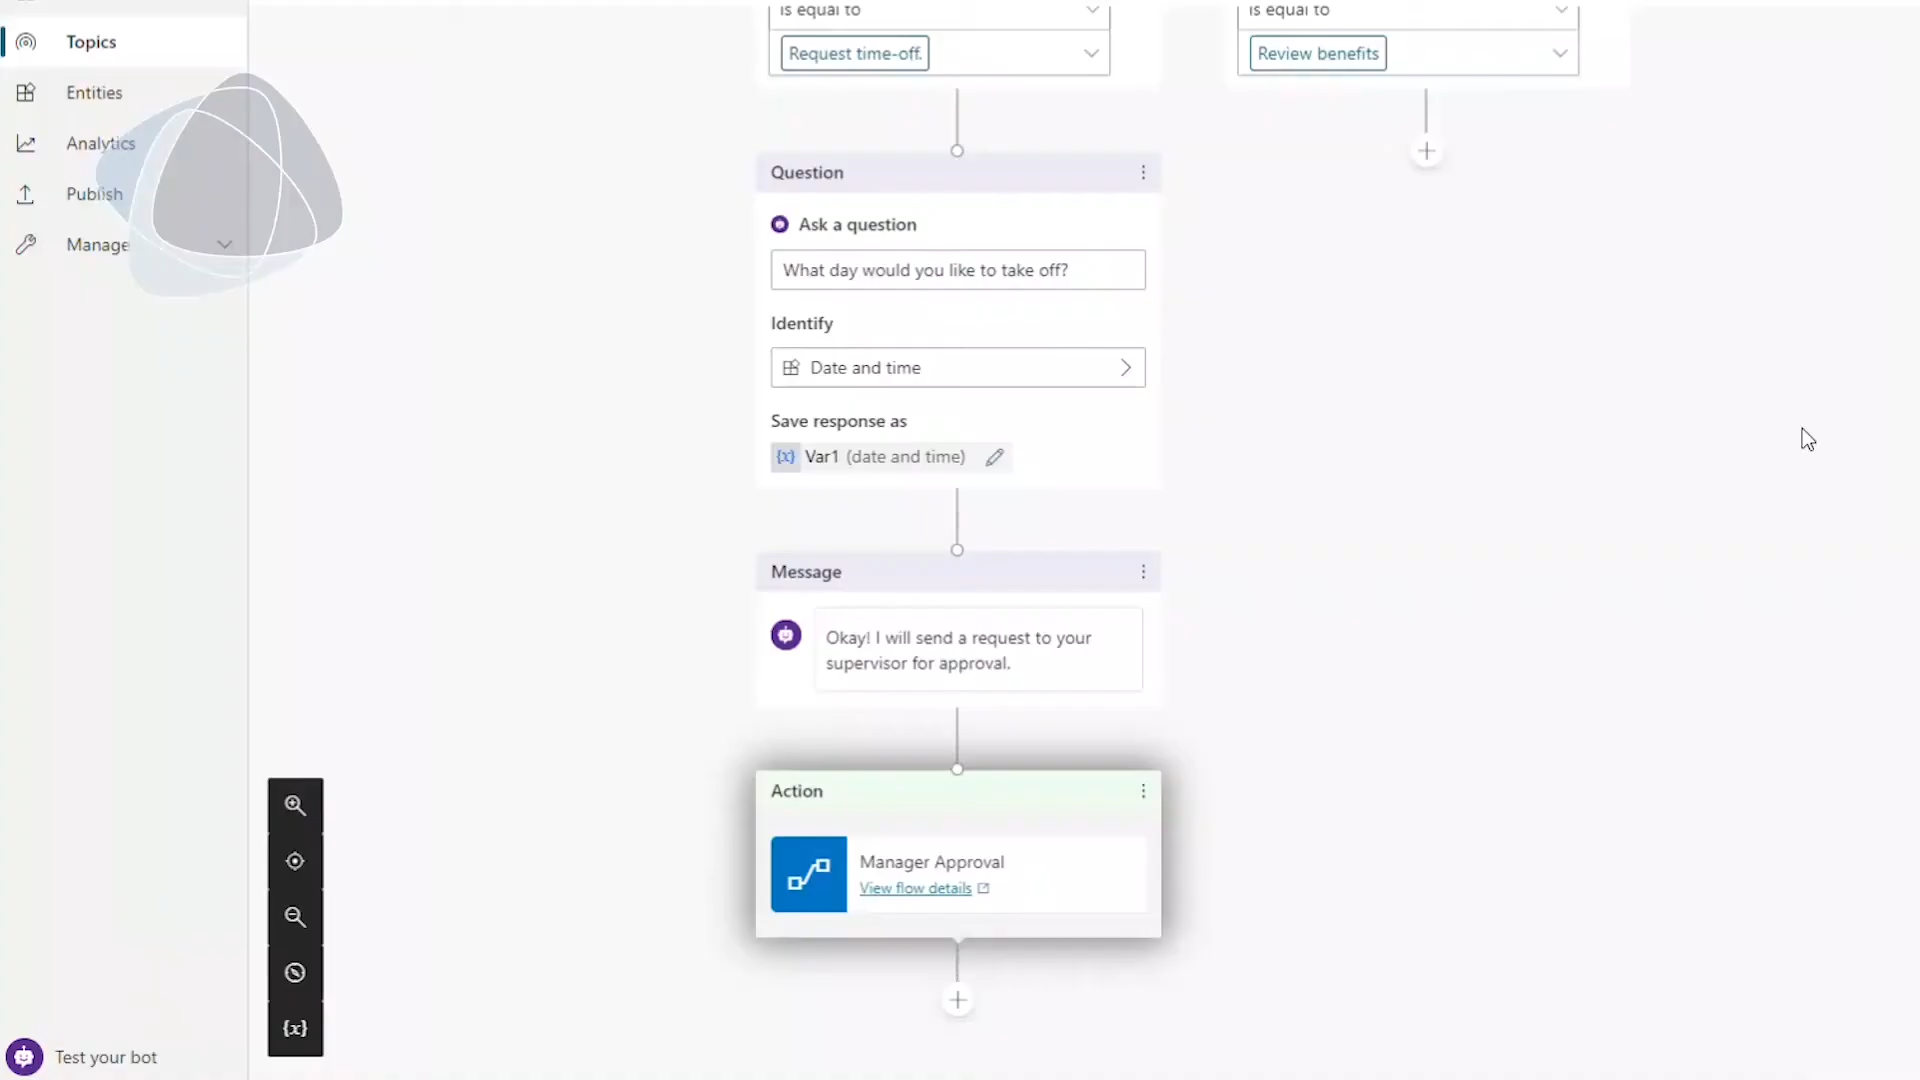 Topics
Entities
Analytics
Publish
Manage
Test your bot
is equal to
Request time-off.
is equal to
Review benefits
Question
Ask a question
What day would you like to take off?
Identify
Date and time
Save response as
{x} Var1 (date and time)
Message
Okay! I will send a request to your
supervisor for approval.
Action
Manager Approval
View flow details
{x}